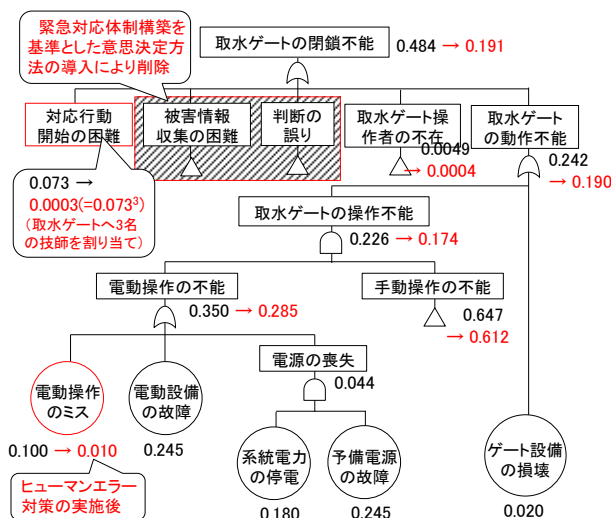 緊急対応体制構築を
基準とした意思決定方
法の導入により削除
取水ゲートの閉鎖不能
0.484 → 0.191
対応行動
開始の困難
被害情報
収集の困難
判断の
誤り
取水ゲート操
作者の不在
0.0049
→ 0.0004
取水ゲート
の動作不能
0.242
→ 0.190
0.073 →
0.0003(=0.073³)
(取水ゲートへ3名
の技師を割り当て)
取水ゲートの操作不能
0.226 → 0.174
電動操作の不能
0.350 → 0.285
手動操作の不能
0.647
→ 0.612
電源の喪失
0.044
電動操作
のミス
0.100 → 0.010
電動設備
の故障
0.245
ヒューマンエラー
対策の実施後
系統電力
の停電
0.180
予備電源
の故障
0.245
ゲート設備
の損壊
0.020